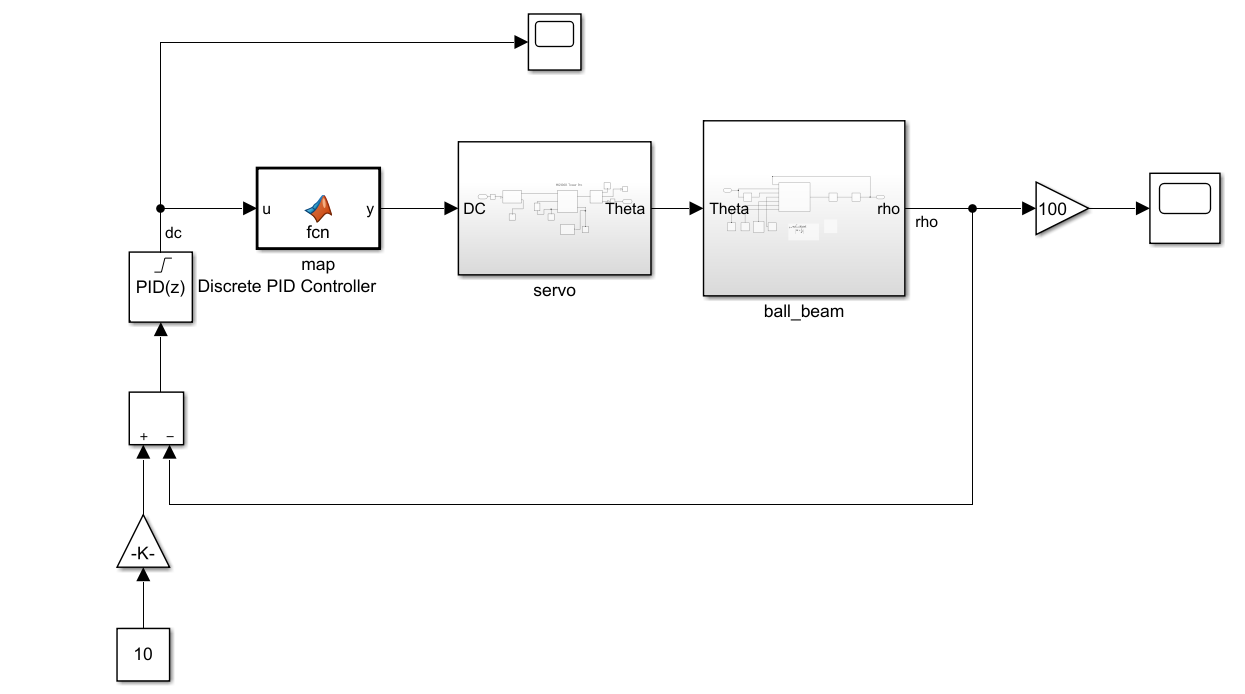 u
fcn
y
map
dc
PID(z)
Discrete PID Controller
DC
Theta
servo
Theta
rho
ball_beam
rho
100
+ −
-K-
10